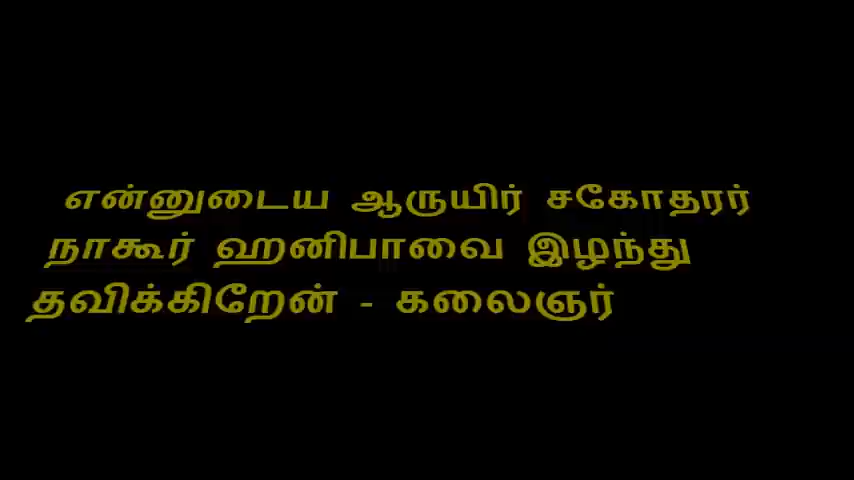 என்னுடைய ஆருயிர் சகோதரர்
நாகூர் ஹனிபாவை இழந்து
தவிக்கிறேன் - கலைஞர்